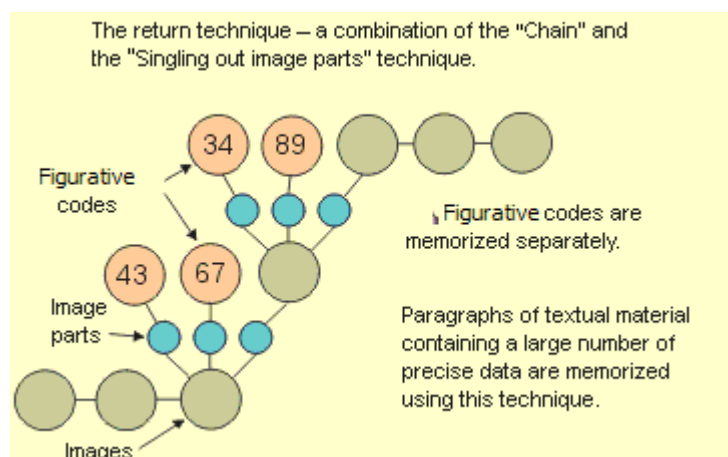 The return technique – a combination of the "Chain" and
the "Singling out image parts" technique.
34 89
Figurative
codes
Figurative codes are
memorized separately.
43 67
Image
parts
Paragraphs of textual material
containing a large number of
precise data are memorized
using this technique.
Images